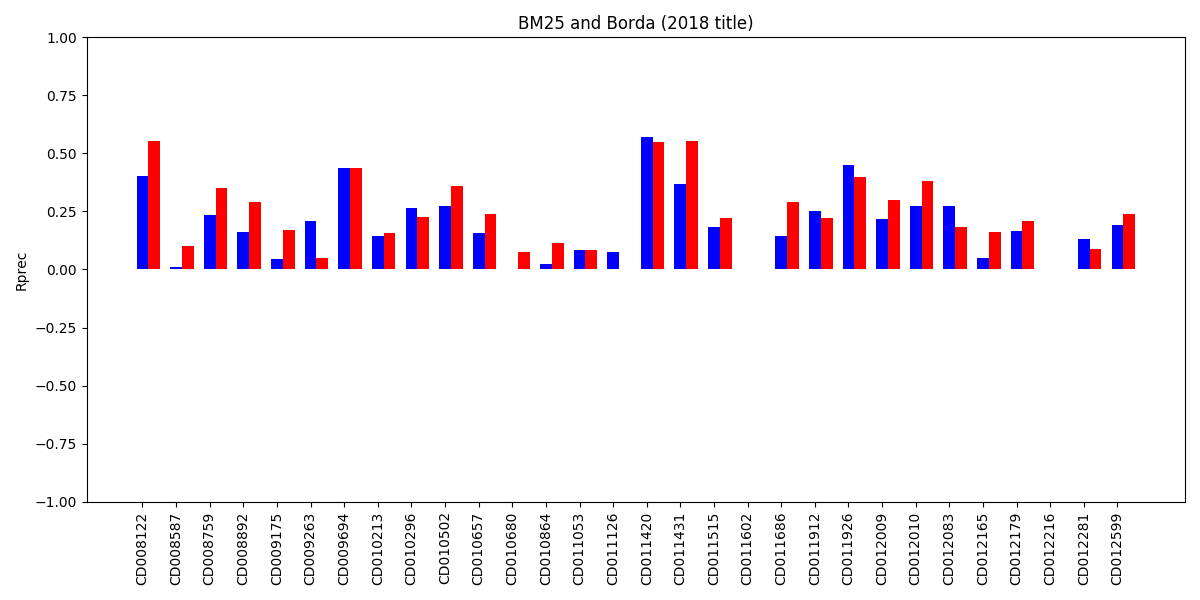 BM25 and Borda (2018 title)
1.00
0.75
0.50
0.25
0.00
−0.25
−0.50
−0.75
−1.00
Rprec
CD008122
CD008587
CD008759
CD008892
CD009175
CD009263
CD009694
CD010213
CD010296
CD010502
CD010657
CD010680
CD010864
CD011053
CD011126
CD011420
CD011431
CD011515
CD011602
CD011686
CD011912
CD011926
CD012009
CD012010
CD012083
CD012165
CD012179
CD012216
CD012281
CD012599